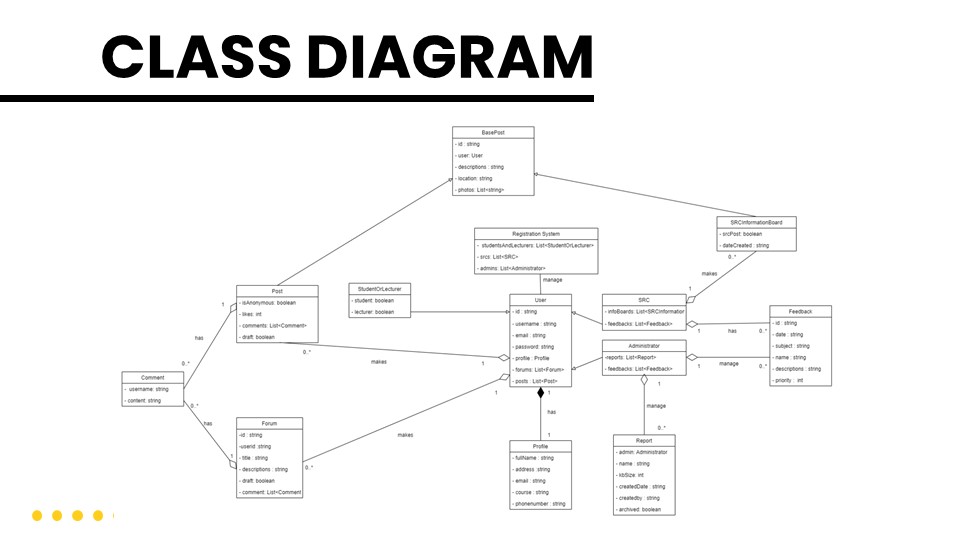 CLASS DIAGRAM
BasePost
- id : string
- user: User
- descriptions : string
- location: string
- photos: List<string>
SRCInformationBoard
- srcPost: boolean
- dateCreated : string
0..*
makes
1
Registration System
- studentsAndLecturers: List<StudentOrLecturer>
- srcs: List<SRC>
- admins: List<Administrator>
manage
Post
- isAnonymous: boolean
- likes: int
- comments: List<Comment>
- draft: boolean
1
has
0..*
0..*
makes
1
StudentOrLecturer
- student: boolean
- lecturer: boolean
User
- id : string
- username : string
- email : string
- password: string
- profile : Profile
- forums: List<Forum>
- posts : List<Post>
SRC
- infoBoards: List<SRCInformation
- feedbacks: List<Feedback>
1
has
0..*
Feedback
- id : string
- date : string
- subject : string
- name : string
- descriptions : string
- priority : int
Administrator
-reports: List<Report>
- feedbacks: List<Feedback>
1
manage
0..*
1
manage
0..*
Comment
- username: string
- content: string
0..*
has
1
Forum
-id : string
-userid :string
- title : string
- descriptions : string
- draft: boolean
- comment: List<Comment
0..*
makes
1
1
has
1
Profile
- fullName : string
- address :string
- email : string
- course : string
- phonenumber : string
Report
- admin: Administrator
- name : string
- kbSize: int
- createdDate : string
- createdby : string
- archived: boolean